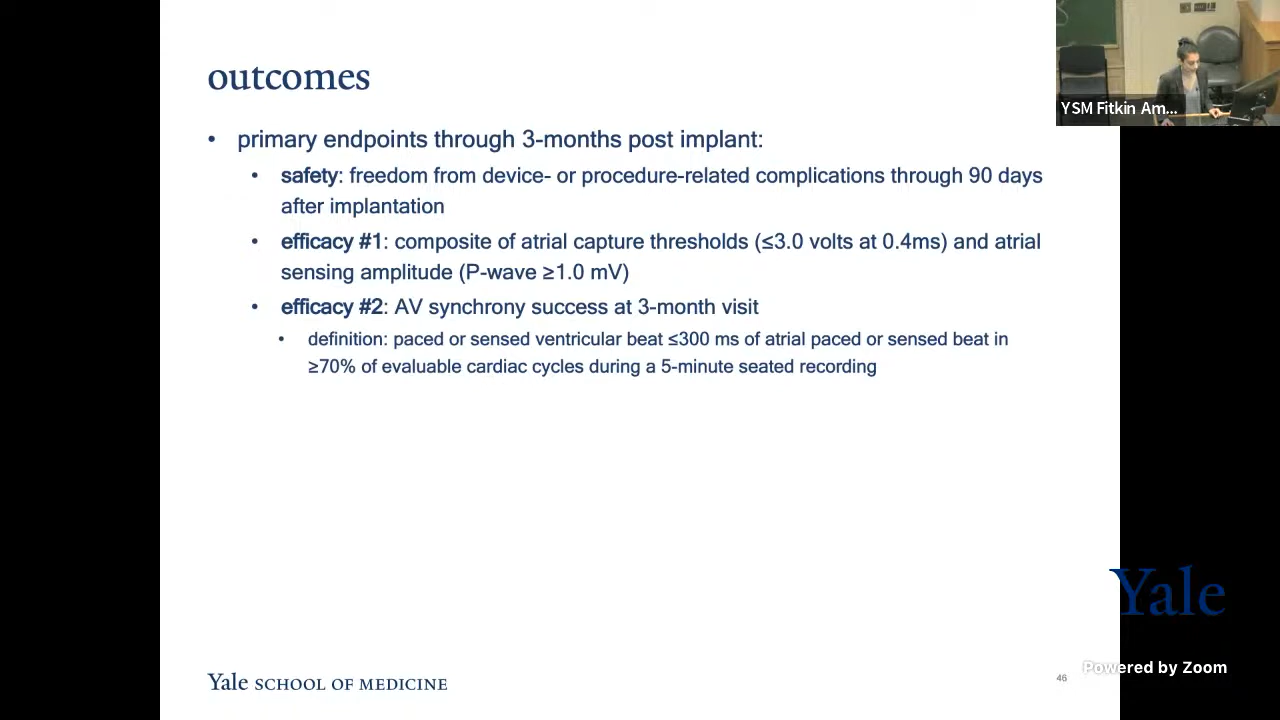 outcomes
YSM Fitkin Am...
• primary endpoints through 3-months post implant:
• safety: freedom from device- or procedure-related complications through 90 days
after implantation
• efficacy #1: composite of atrial capture thresholds (≤3.0 volts at 0.4ms) and atrial
sensing amplitude (P-wave ≥1.0 mV)
• efficacy #2: AV synchrony success at 3-month visit
• definition: paced or sensed ventricular beat ≤300 ms of atrial paced or sensed beat in
≥70% of evaluable cardiac cycles during a 5-minute seated recording
Yale
Yale SCHOOL OF MEDICINE
46
Powered by Zoom